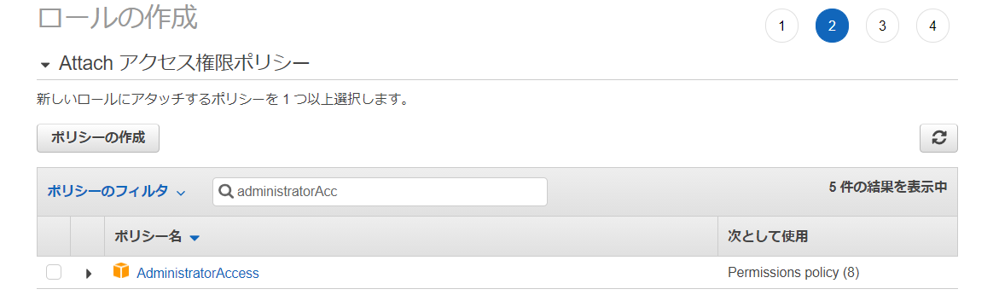 ロールの作成
1 2 3 4
Attach アクセス権限ポリシー
新しいロールにアタッチするポリシーを 1 つ以上選択します。
ポリシーの作成
ポリシーのフィルタ administratorAcc 5 件の結果を表示中
ポリシー名 次として使用
AdministratorAccess Permissions policy (8)